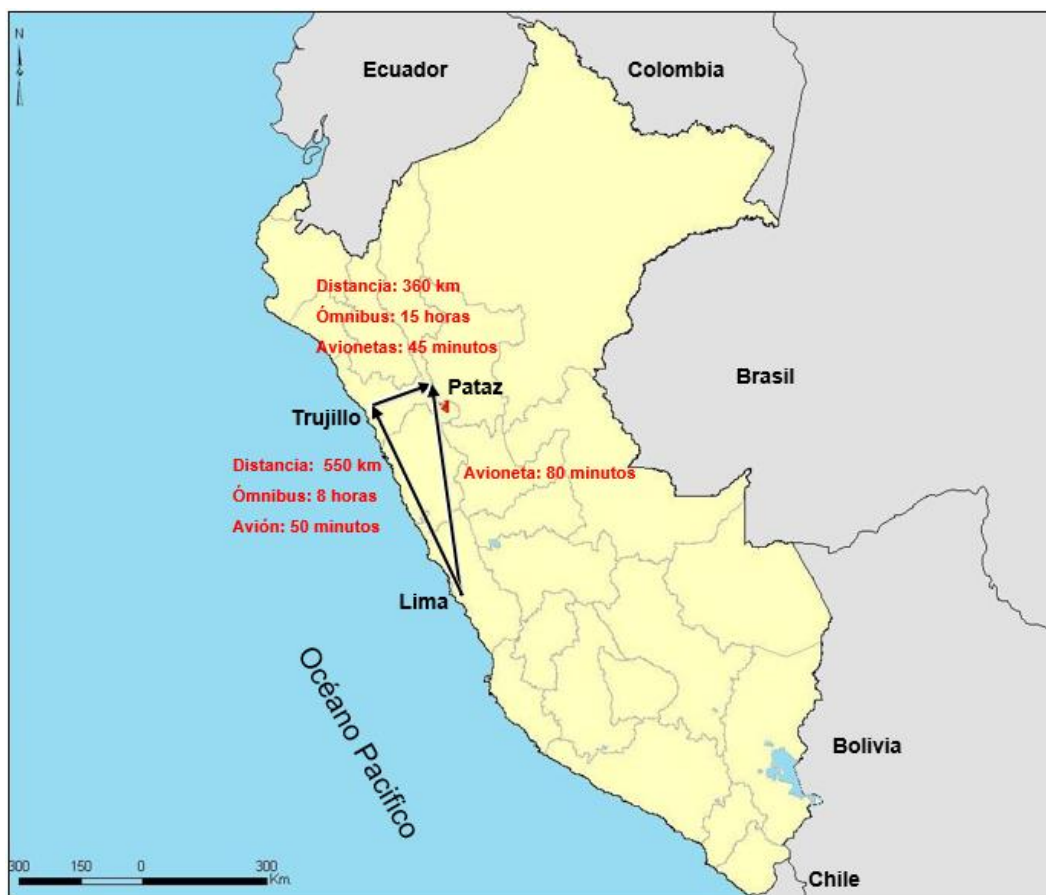 N
Ecuador
Colombia
Distancia: 360 km
Ómnibus: 15 horas
Avionetas: 45 minutos
Brasil
Pataz
Trujillo
Distancia: 550 km
Ómnibus: 8 horas
Avión: 50 minutos
Avioneta: 80 minutos
Lima
Océano Pacifico
Bolivia
Chile
300 150 0 300
Km.